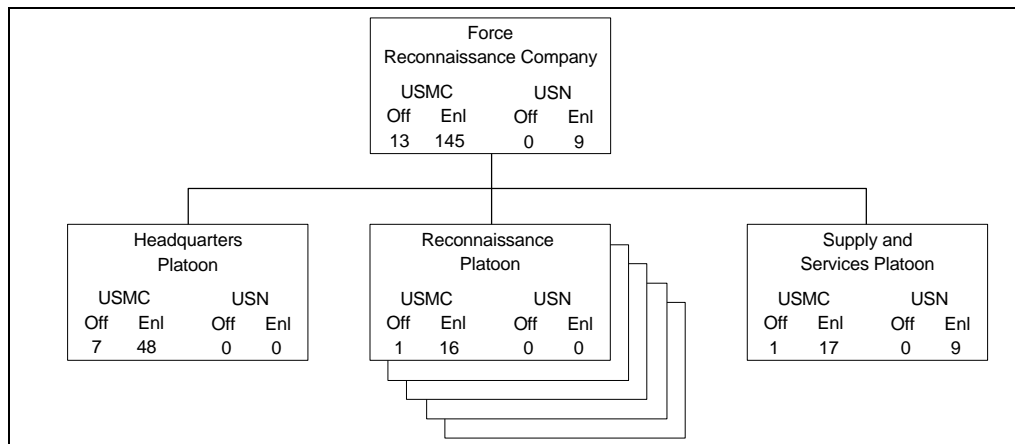 Force
Reconnaissance Company
USMC USN
Off Enl Off Enl
13 145 0 9
Headquarters
Platoon
USMC USN
Off Enl Off Enl
7 48 0 0
Reconnaissance
Platoon
USMC USN
Off Enl Off Enl
1 16 0 0
Supply and
Services Platoon
USMC USN
Off Enl Off Enl
1 17 0 9